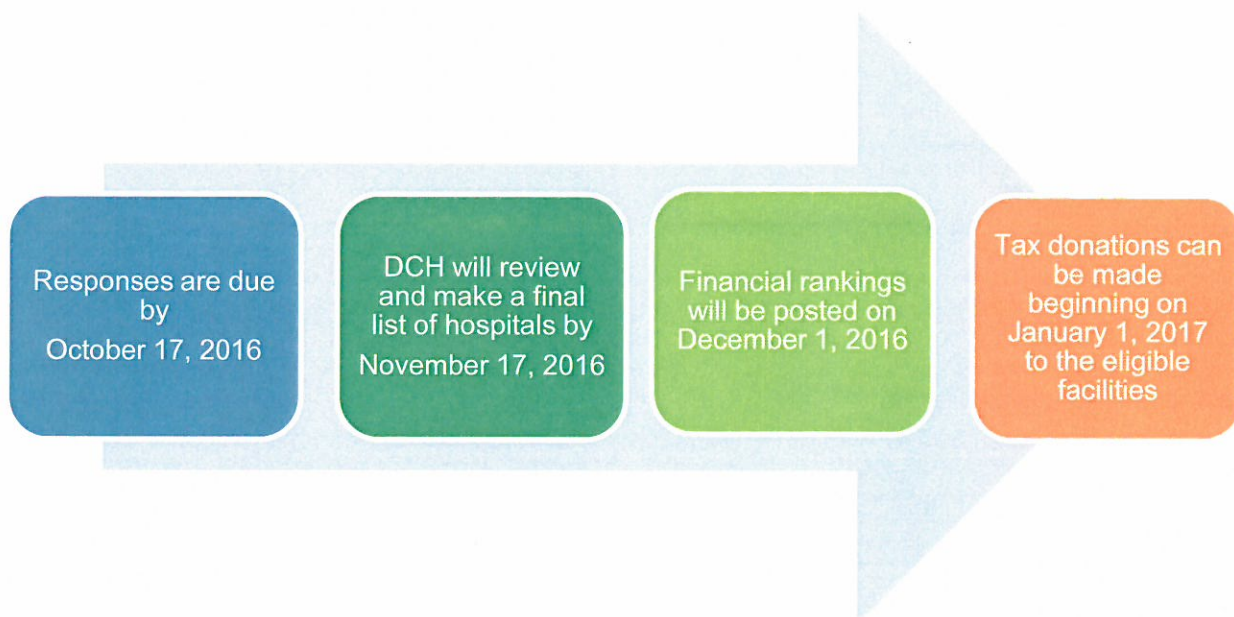 Responses are due
by
October 17, 2016
DCH will review
and make a final
list of hospitals by
November 17, 2016
Financial rankings
will be posted on
December 1, 2016
Tax donations can
be made
beginning on
January 1, 2017
to the eligible
facilities